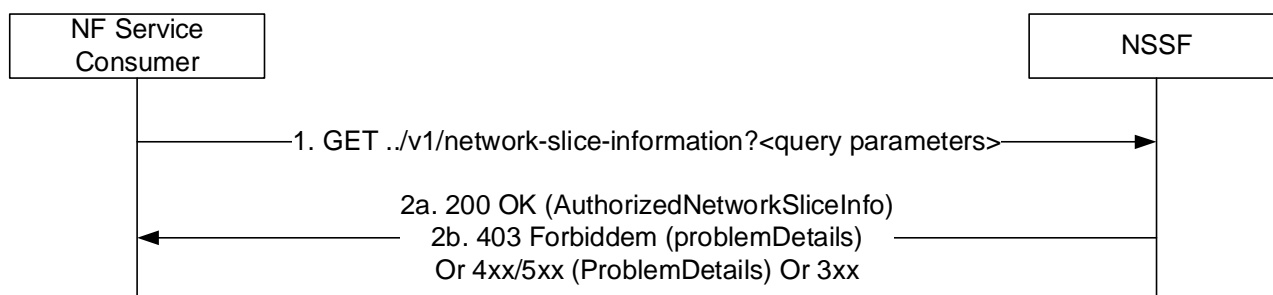 NF Service
Consumer
NSSF
1. GET ../v1/network-slice-information?<query parameters>
2a. 200 OK (AuthorizedNetworkSliceInfo)
2b. 403 Forbiddem (problemDetails)
Or 4xx/5xx (ProblemDetails) Or 3xx